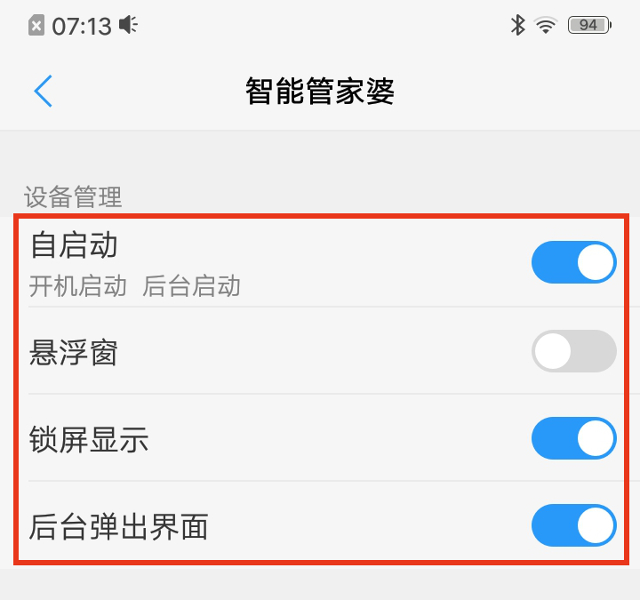 07:13
94
智能管家婆
设备管理
自启动
开机启动 后台启动
悬浮窗
锁屏显示
后台弹出界面